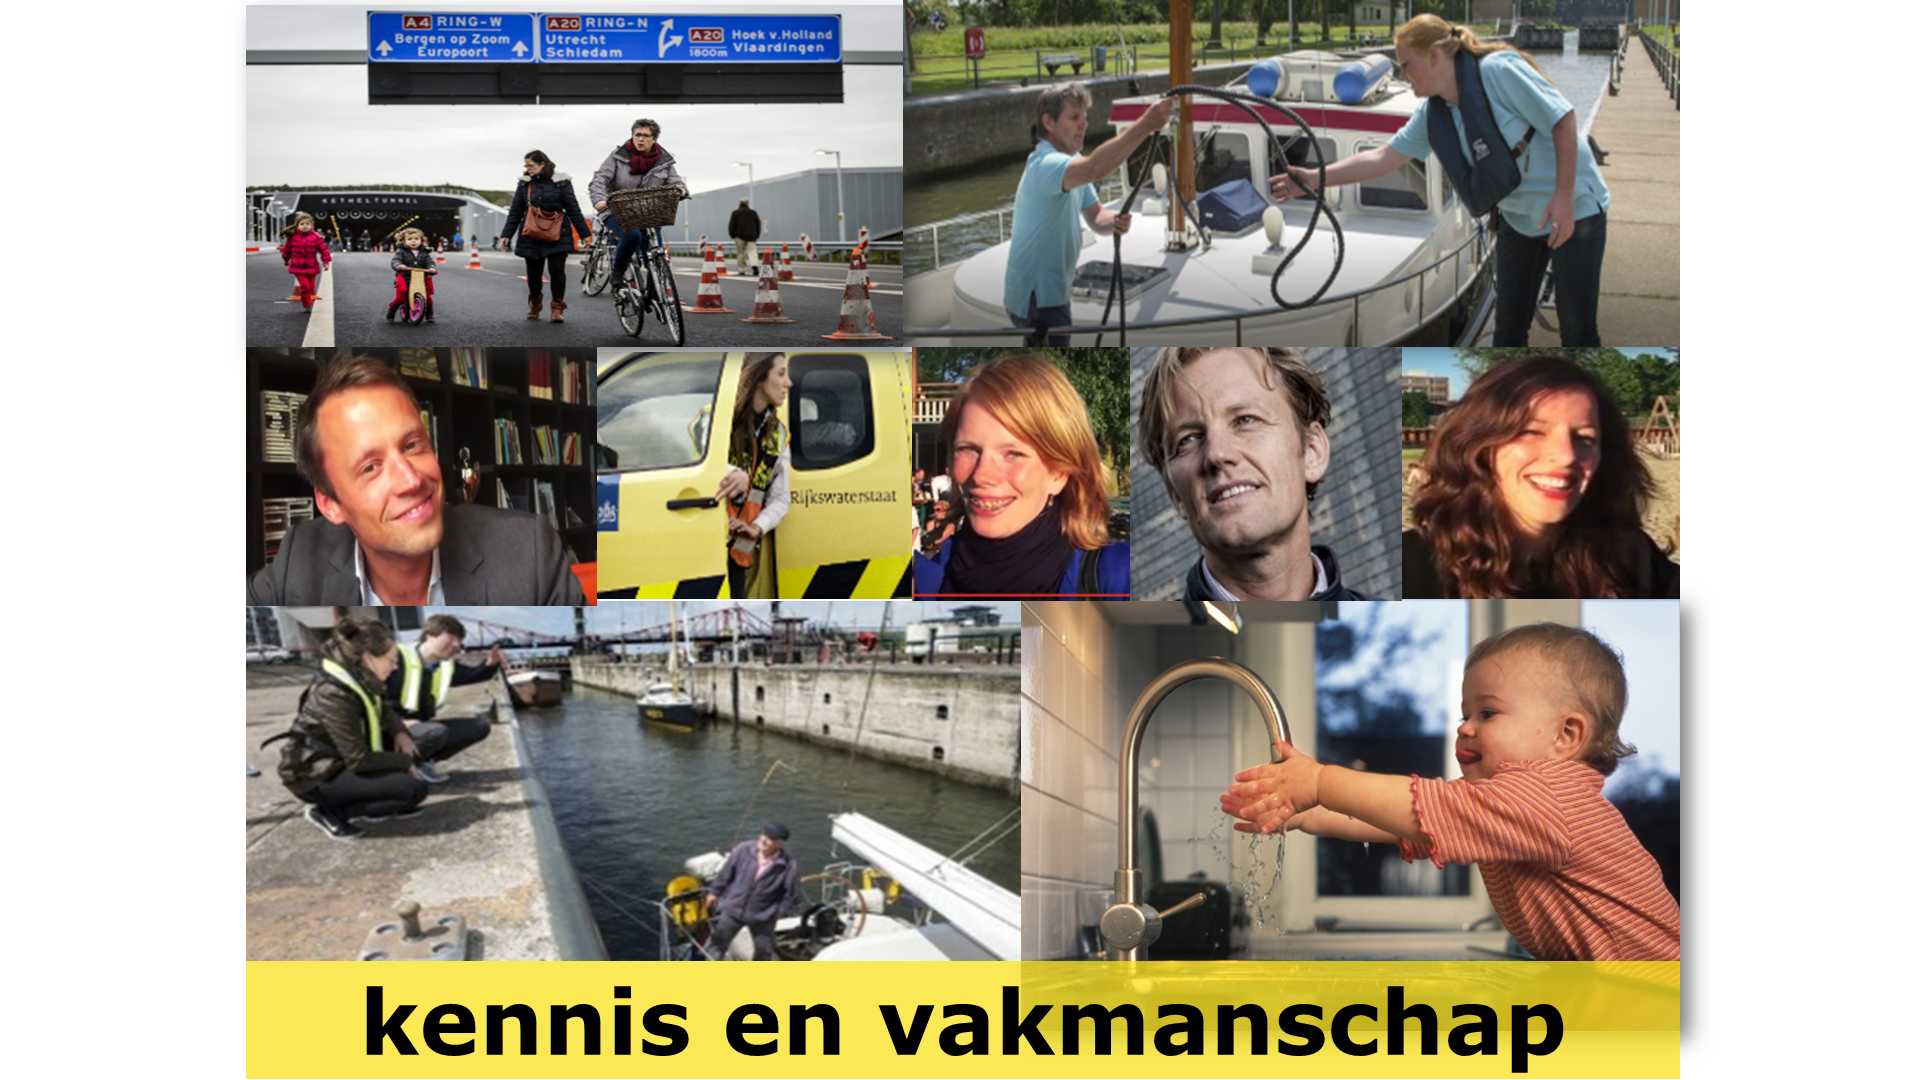 A4 RING-W
Bergen op Zoom
Europoort
A20 RING-N
Utrecht
Schiedam
A20 Hoek v.Holland
1800m Vlaardingen
KETHELTUNNEL
Rijkswaterstaat
kennis en vakmanschap